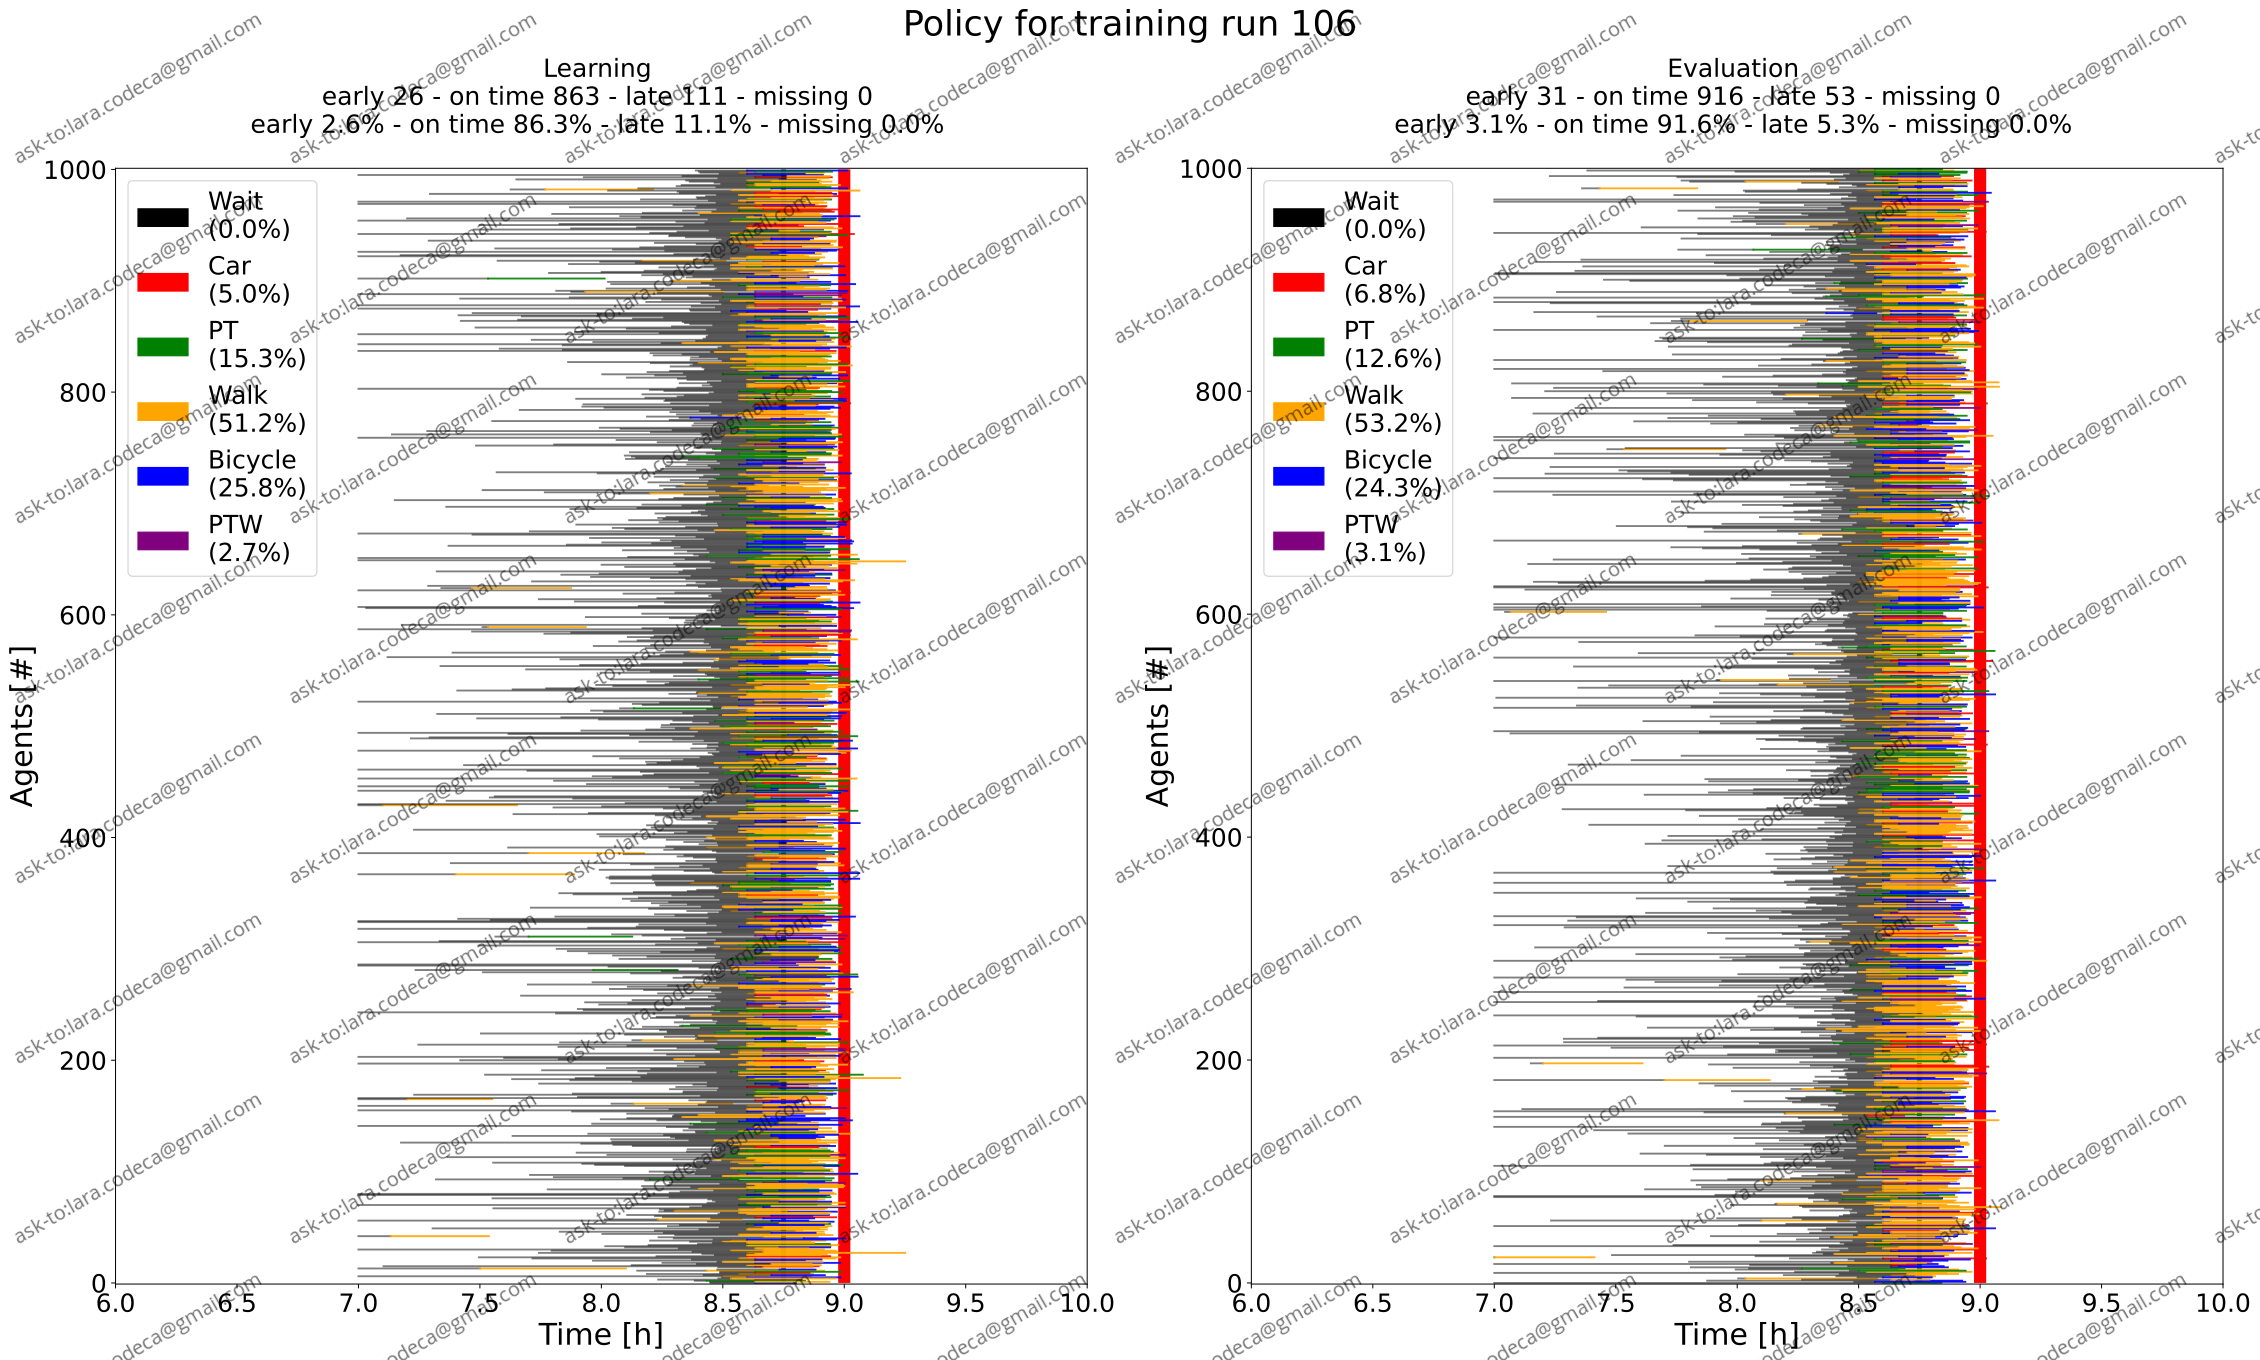 Policy for training run 106
Learning
early 26 - on time 863 - late 111 - missing 0
early 2.6% - on time 86.3% - late 11.1% - missing 0.0%
1000
800
600
400
200
0
Agents [#]
Wait
(0.0%)
Car
(5.0%)
PT
(15.3%)
Walk
(51.2%)
Bicycle
(25.8%)
PTW
(2.7%)
6.0 6.5 7.0 7.5 8.0 8.5 9.0 9.5 10.0
Time [h]
Evaluation
early 31 - on time 916 - late 53 - missing 0
early 3.1% - on time 91.6% - late 5.3% - missing 0.0%
1000
800
600
400
200
0
Agents [#]
Wait
(0.0%)
Car
(6.8%)
PT
(12.6%)
Walk
(53.2%)
Bicycle
(24.3%)
PTW
(3.1%)
6.0 6.5 7.0 7.5 8.0 8.5 9.0 9.5 10.0
Time [h]
ask-to:lara.codeca@gmail.com